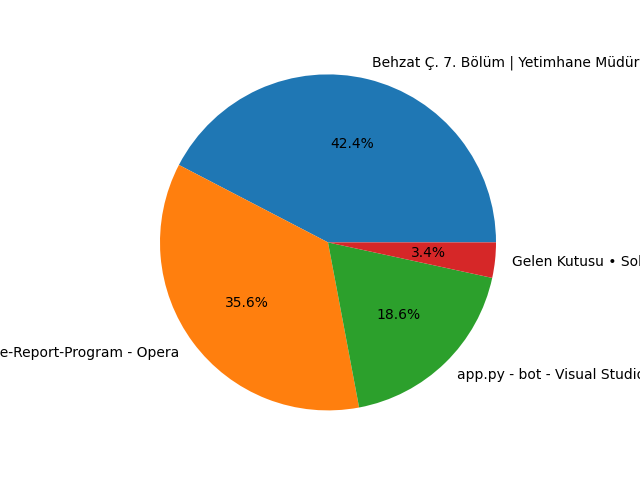 Behzat Ç. 7. Bölüm | Yetimhane Müdür
42.4%
3.4%
Gelen Kutusu • Sol
35.6%
18.6%
e-Report-Program - Opera
app.py - bot - Visual Studio